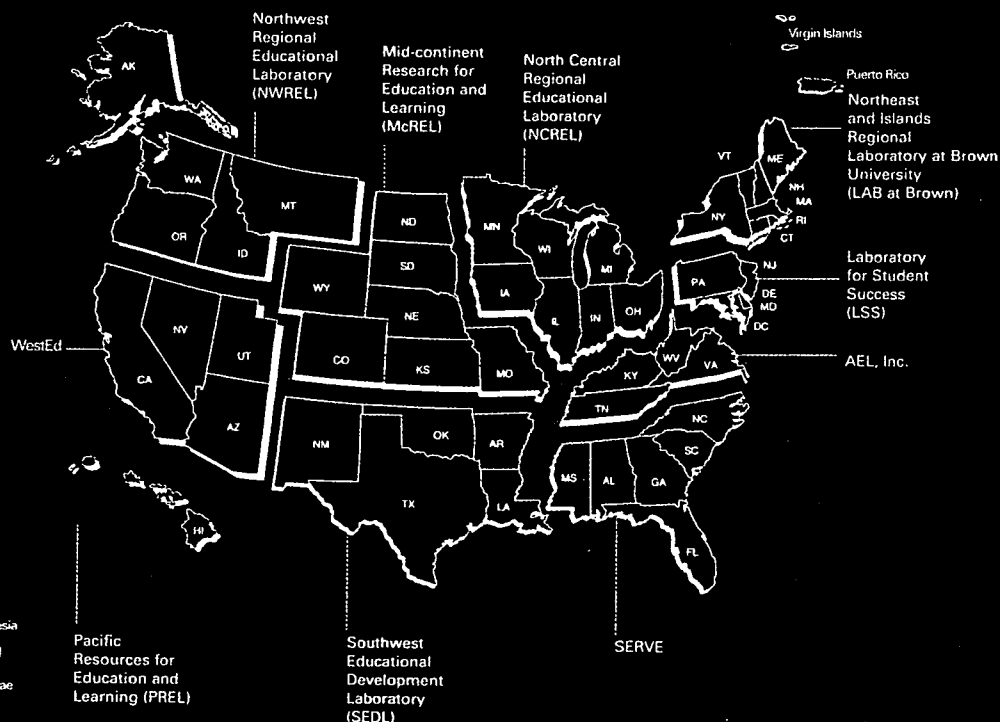 Northwest
Regional
Educational
Laboratory
(NWREL)
Mid-continent
Research for
Education and
Learning
(McREL)
North Central
Regional
Educational
Laboratory
(NCREL)
Virgin Islands
Puerto Rico
Northeast
and Islands
Regional
Laboratory at Brown
University
(LAB at Brown)
Laboratory
for Student
Success
(LSS)
AEL, Inc.
WestEd
AK
WA
MT
OR
ID
ND
SD
WY
NE
MN
WI
MI
IA
IL
IN
OH
VT
ME
NH
MA
NY
RI
CT
NJ
PA
DE
MD
DC
NV
UT
CA
AZ
CO
KS
MO
KY
WV
VA
TN
NC
SC
NM
OK
AR
TX
LA
MS
AL
GA
FL
HI
esia
ae
Pacific
Resources for
Education and
Learning (PREL)
Southwest
Educational
Development
Laboratory
(SEDL)
SERVE